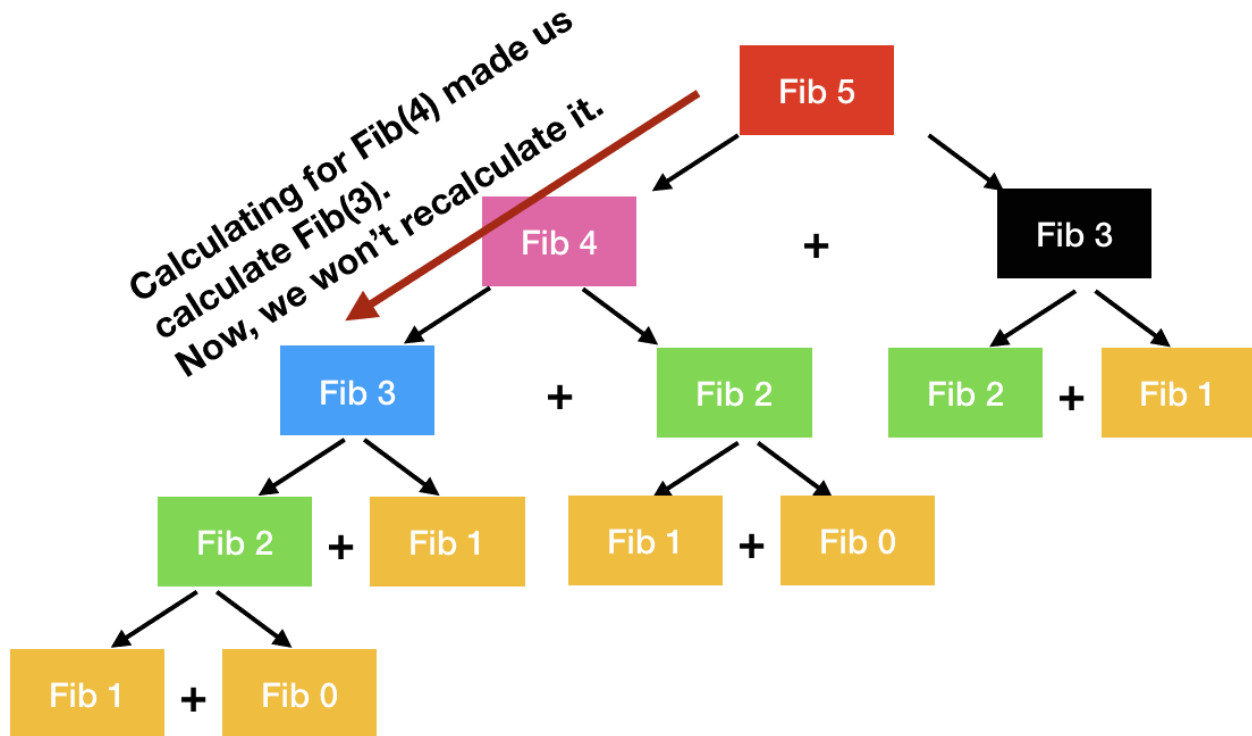 Calculating for Fib(4) made us
calculate Fib(3).
Now, we won't recalculate it.
Fib 5
Fib 4 + Fib 3
Fib 3 + Fib 2 Fib 2 + Fib 1
Fib 2 + Fib 1 Fib 1 + Fib 0
Fib 1 + Fib 0